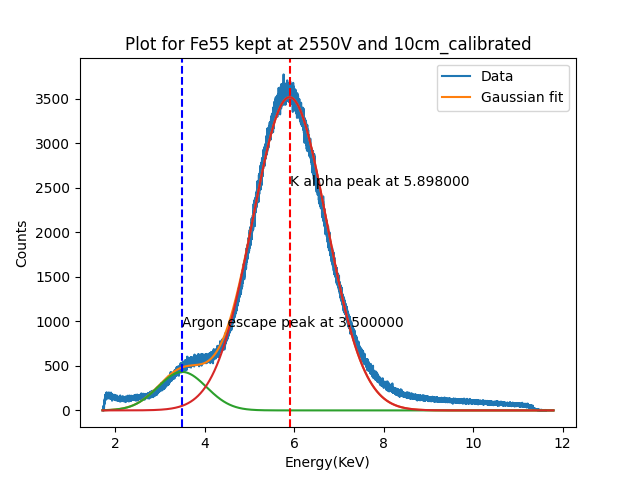 Plot for Fe55 kept at 2550V and 10cm_calibrated
Data
Gaussian fit
3500
3000
2500
2000
1500
1000
500
0
Counts
K alpha peak at 5.898000
Argon escape peak at 3.500000
2 4 6 8 10 12
Energy(KeV)